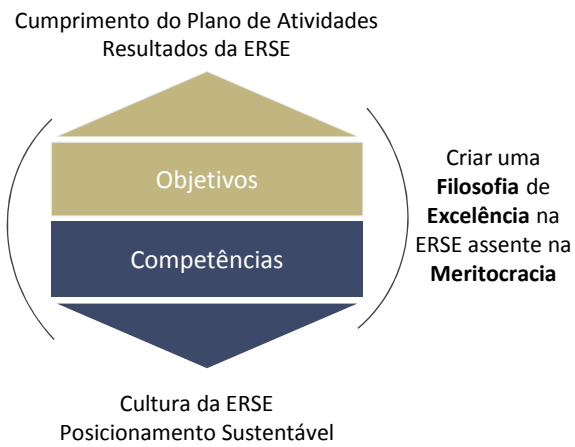 Cumprimento do Plano de Atividades
Resultados da ERSE
Objetivos
Competências
Criar uma
Filosofia de
Excelência na
ERSE assente na
Meritocracia
Cultura da ERSE
Posicionamento Sustentável